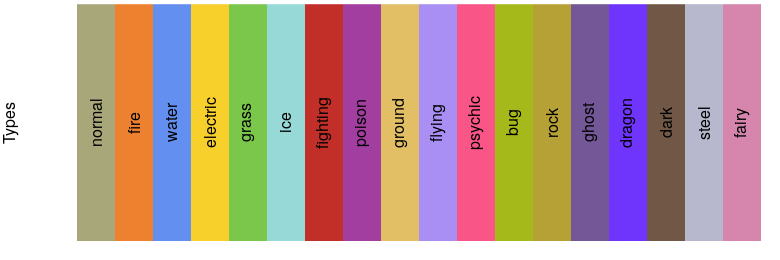 Types
normal
fire
water
electric
grass
ice
fighting
poison
ground
flying
psychic
bug
rock
ghost
dragon
dark
steel
fairy